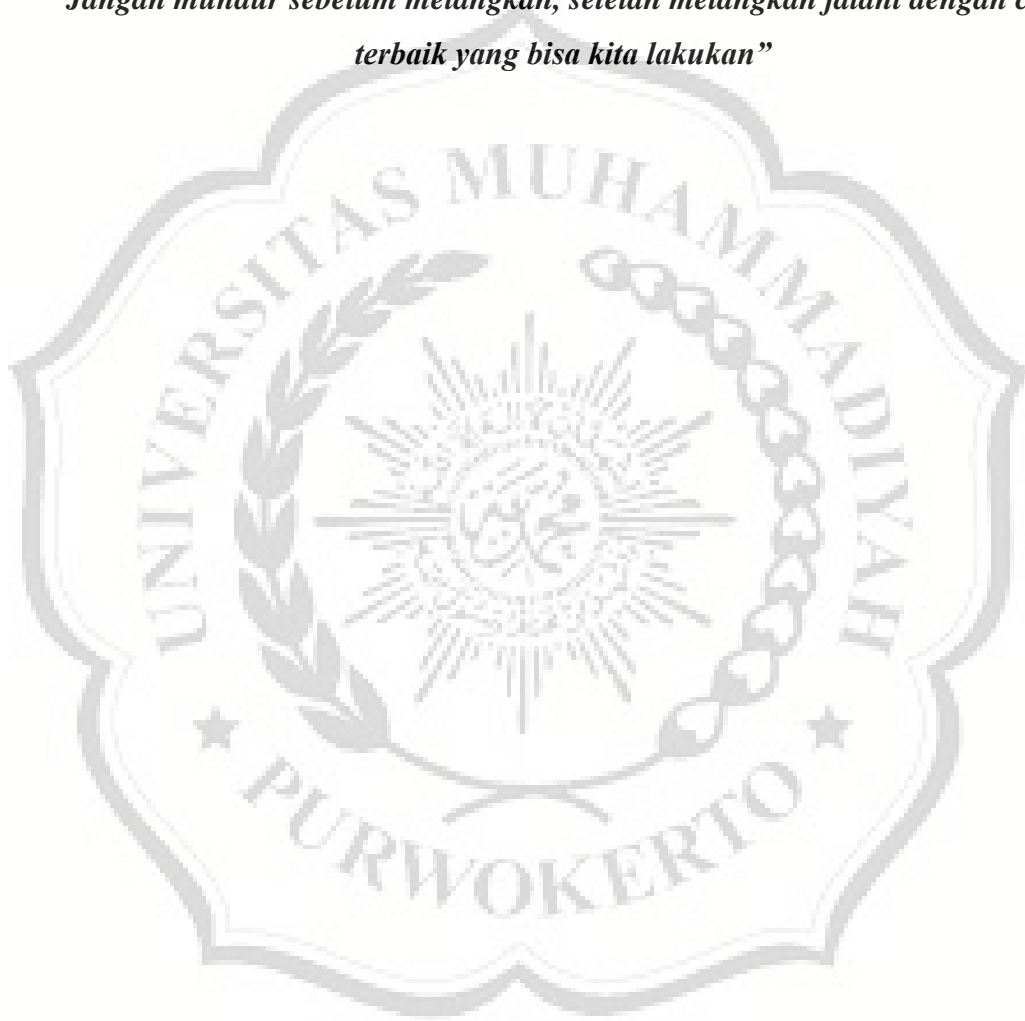 Jangan mundur sebelum melangkah, setelah melangkah jalani dengan
terbaik yang bisa kita lakukan”
UNIVERSITAS MUHAMMADIYAH
PURWOKERTO